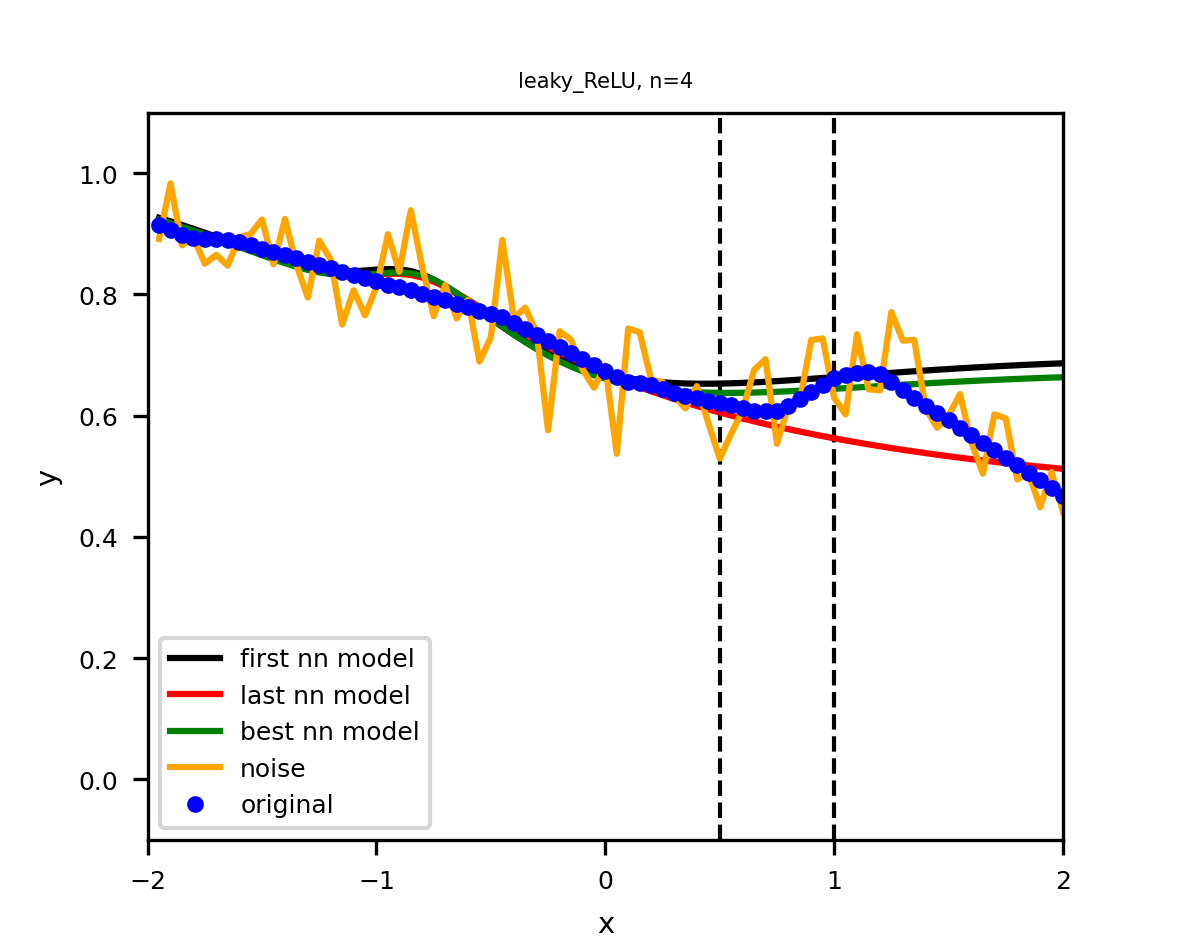 leaky_ReLU, n=4
1.0
0.8
0.6
0.4
0.2
0.0
y
first nn model
last nn model
best nn model
noise
original
−2
−1
0
1
2
x